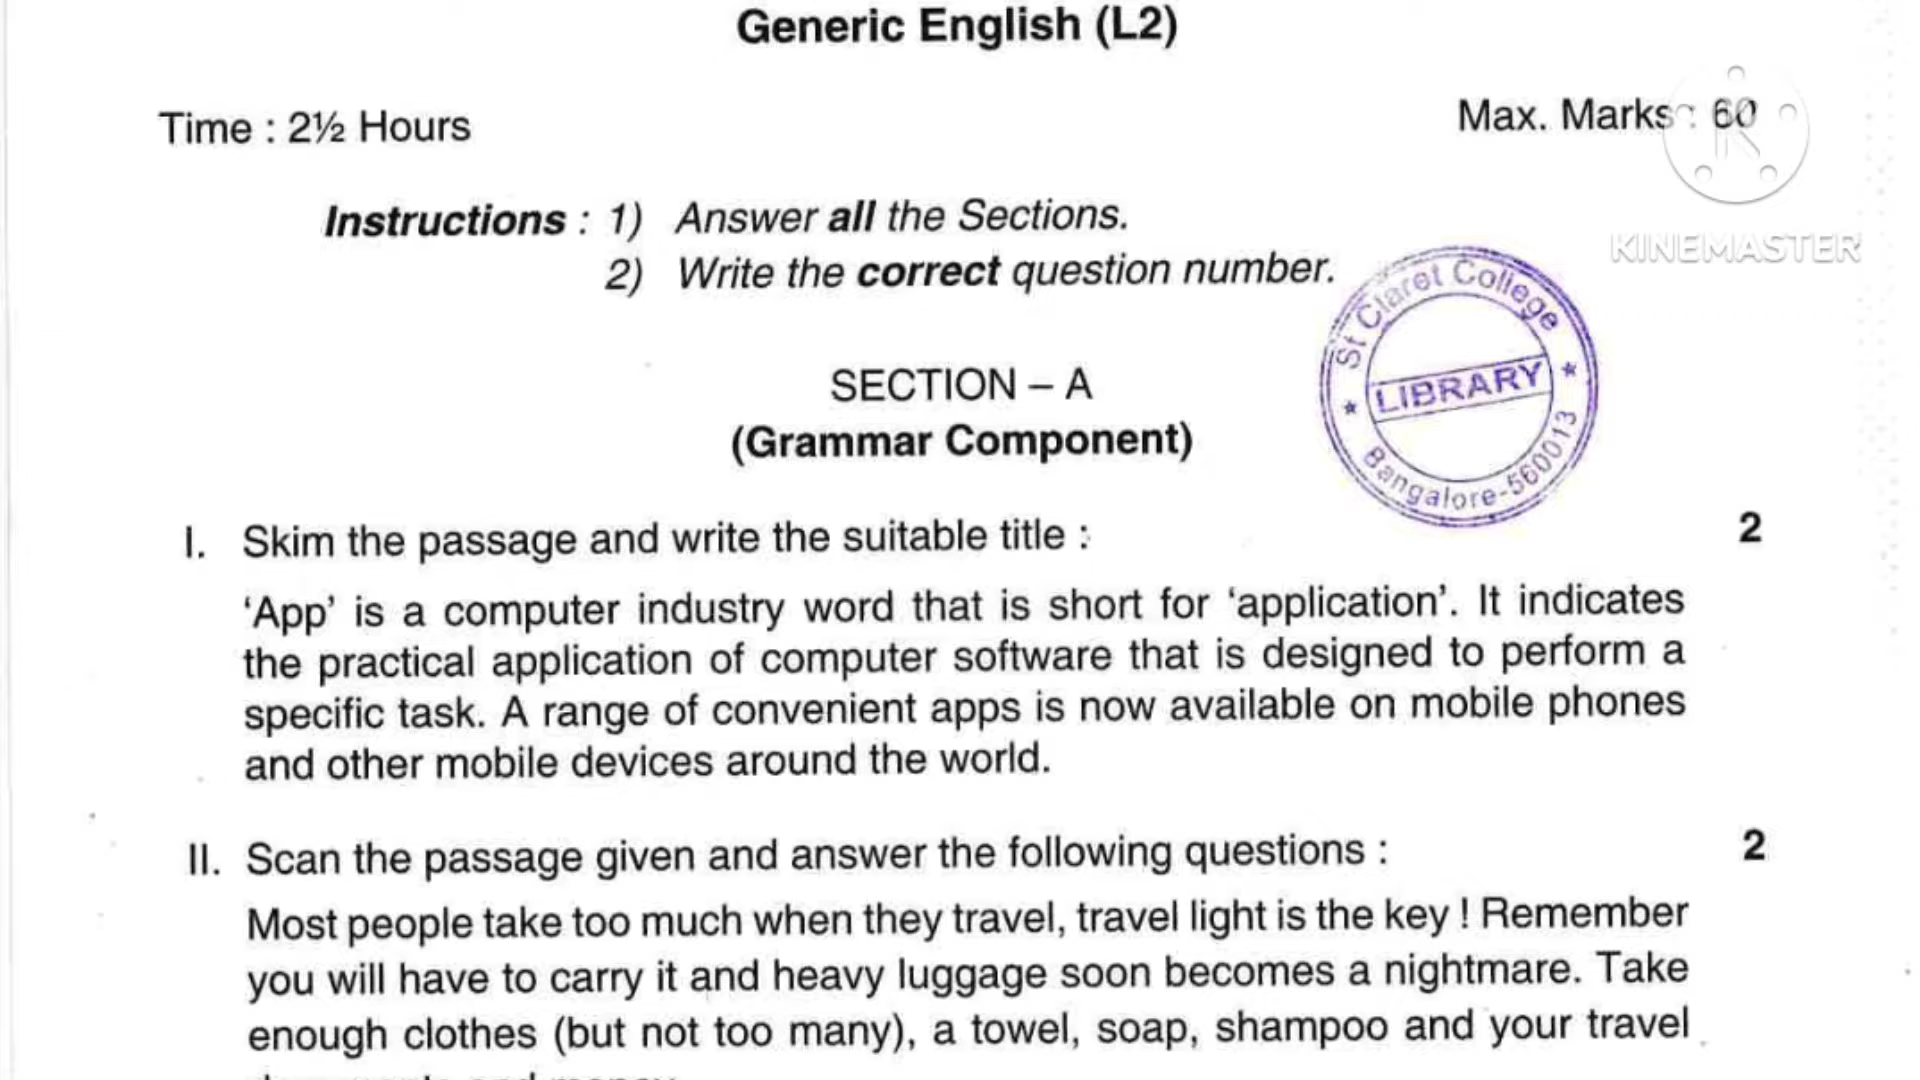 Generic English (L2)
Time : 2½ Hours
Max. Marks : 60
KINEMASTER
Instructions : 1) Answer all the Sections.
2) Write the correct question number.
St Claret College
LIBRARY
Bangalore-560013
SECTION – A
(Grammar Component)
I. Skim the passage and write the suitable title : 2
‘App’ is a computer industry word that is short for ‘application’. It indicates
the practical application of computer software that is designed to perform a
specific task. A range of convenient apps is now available on mobile phones
and other mobile devices around the world.
II. Scan the passage given and answer the following questions : 2
Most people take too much when they travel, travel light is the key ! Remember
you will have to carry it and heavy luggage soon becomes a nightmare. Take
enough clothes (but not too many), a towel, soap, shampoo and your travel